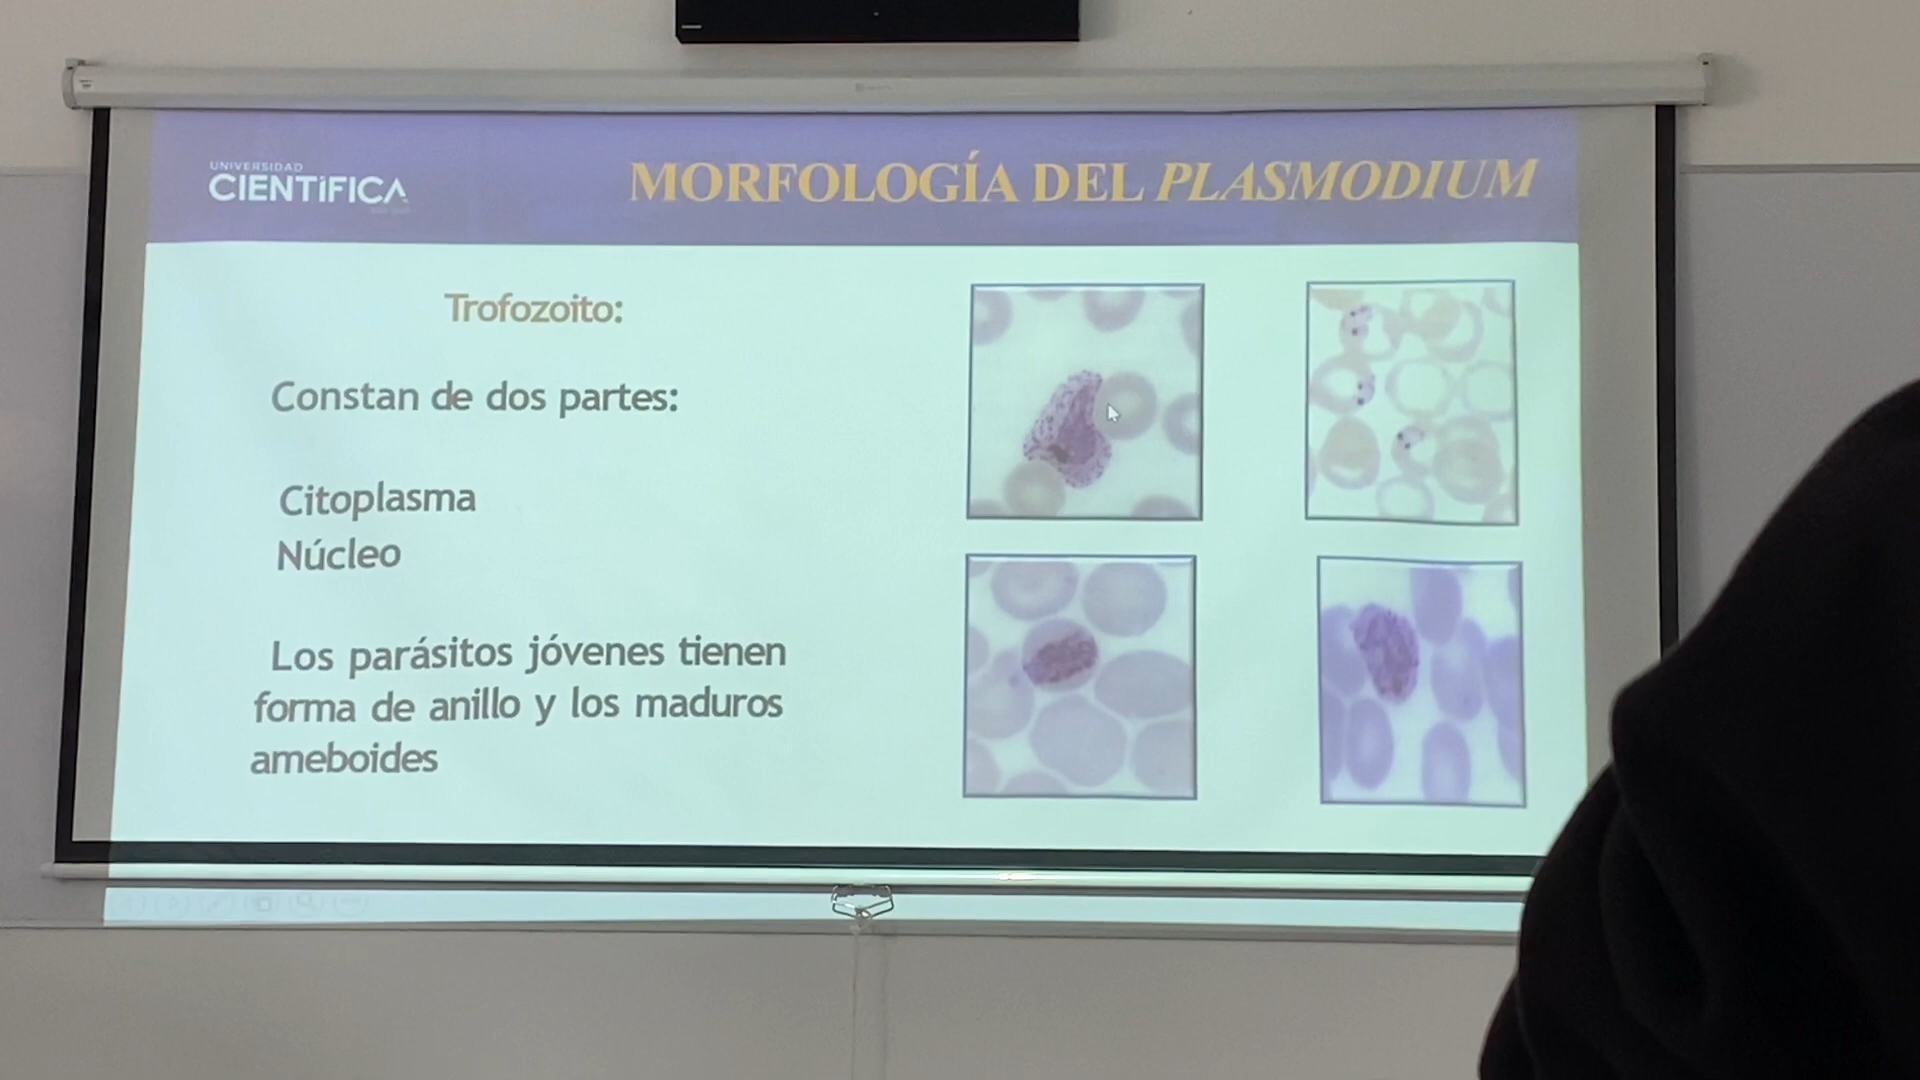 UNIVERSIDAD
CIENTÍFICA
MORFOLOGÍA DEL PLASMODIUM
Trofozoito:
Constan de dos partes:
Citoplasma
Núcleo
Los parásitos jóvenes tienen
forma de anillo y los maduros
ameboides